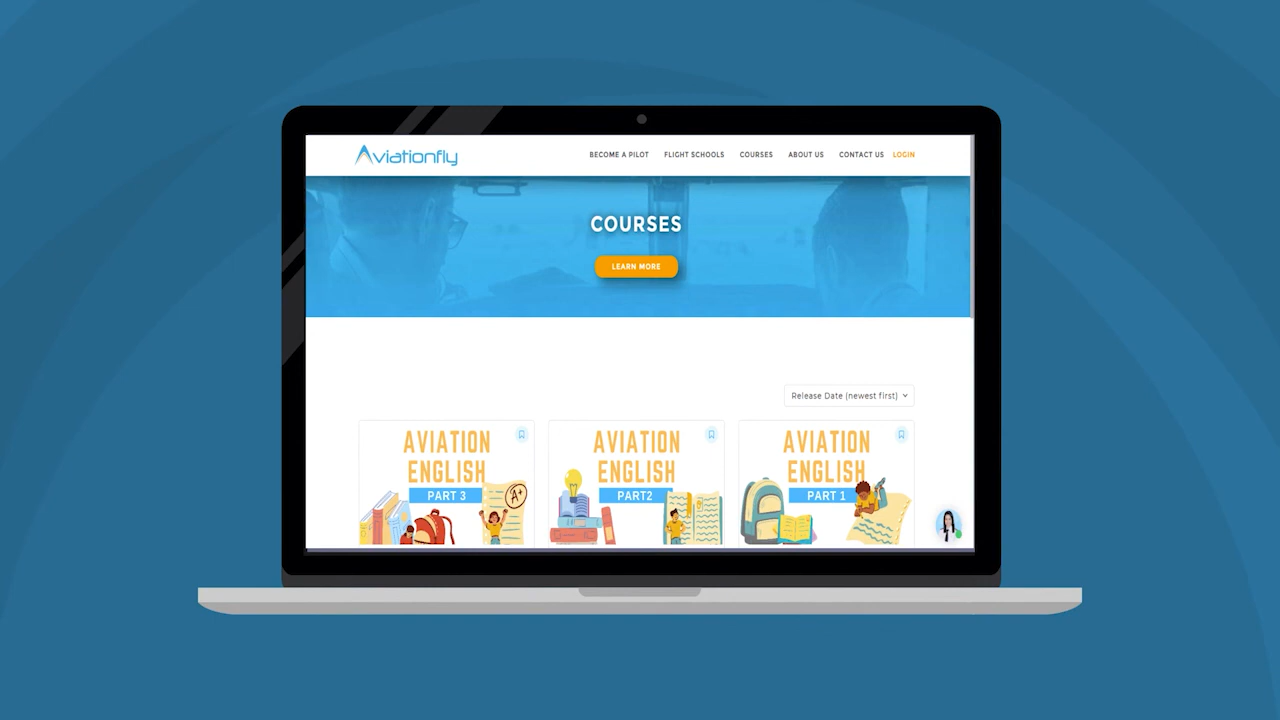 Aviationfly
BECOME A PILOT FLIGHT SCHOOLS COURSES ABOUT US CONTACT US LOGIN
COURSES
LEARN MORE
Release Date (newest first)
AVIATION
ENGLISH
PART 3
A+
AVIATION
ENGLISH
PART2
AVIATION
ENGLISH
PART 1